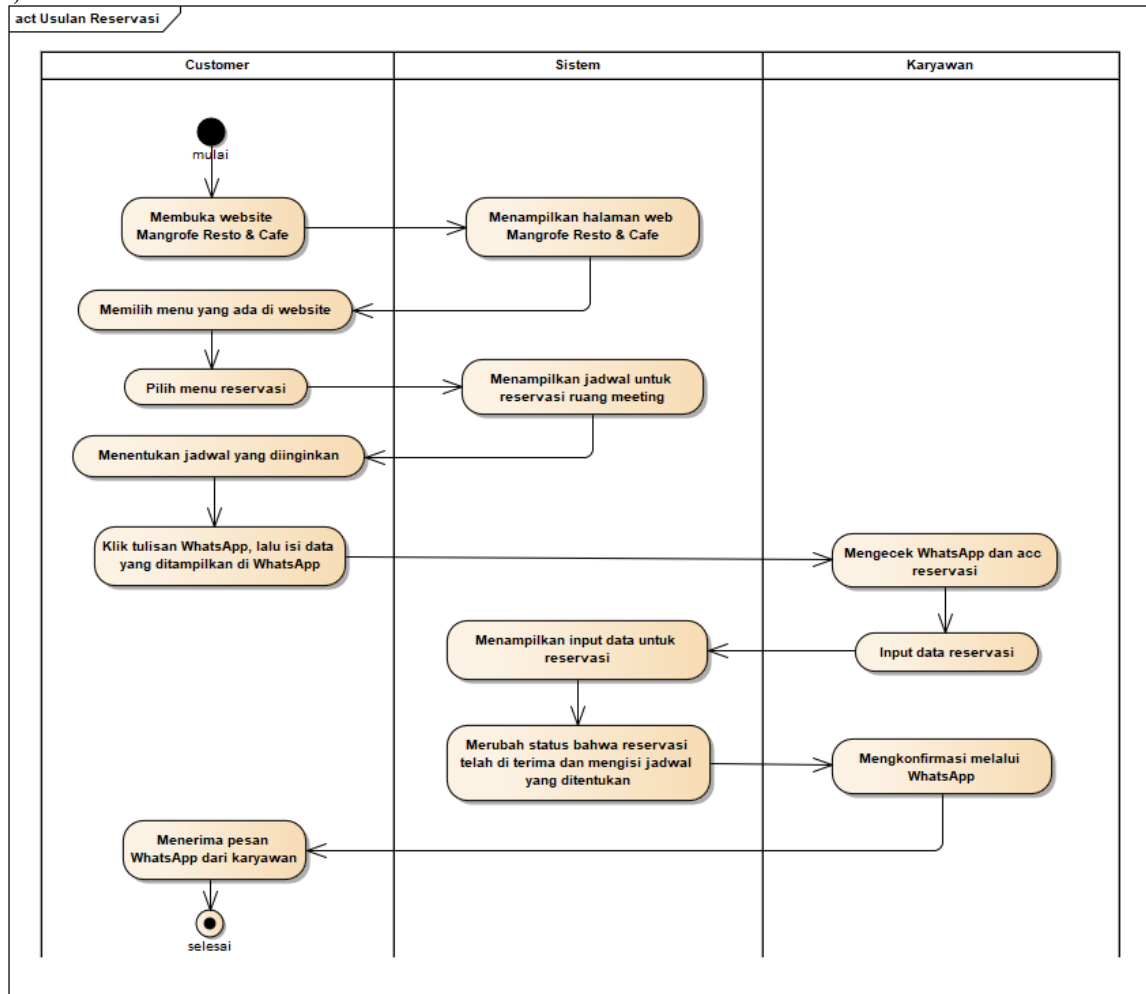 )
act Usulan Reservasi
Customer
Sistem
Karyawan
mulai
Membuka website
Mangrofe Resto & Cafe
Menampilkan halaman web
Mangrofe Resto & Cafe
Memilih menu yang ada di website
Pilih menu reservasi
Menampilkan jadwal untuk
reservasi ruang meeting
Menentukan jadwal yang diinginkan
Klik tulisan WhatsApp, lalu isi data
yang ditampilkan di WhatsApp
Mengecek WhatsApp dan acc
reservasi
Input data reservasi
Menampilkan input data untuk
reservasi
Merubah status bahwa reservasi
telah di terima dan mengisi jadwal
yang ditentukan
Mengkonfirmasi melalui
WhatsApp
Menerima pesan
WhatsApp dari karyawan
selesai